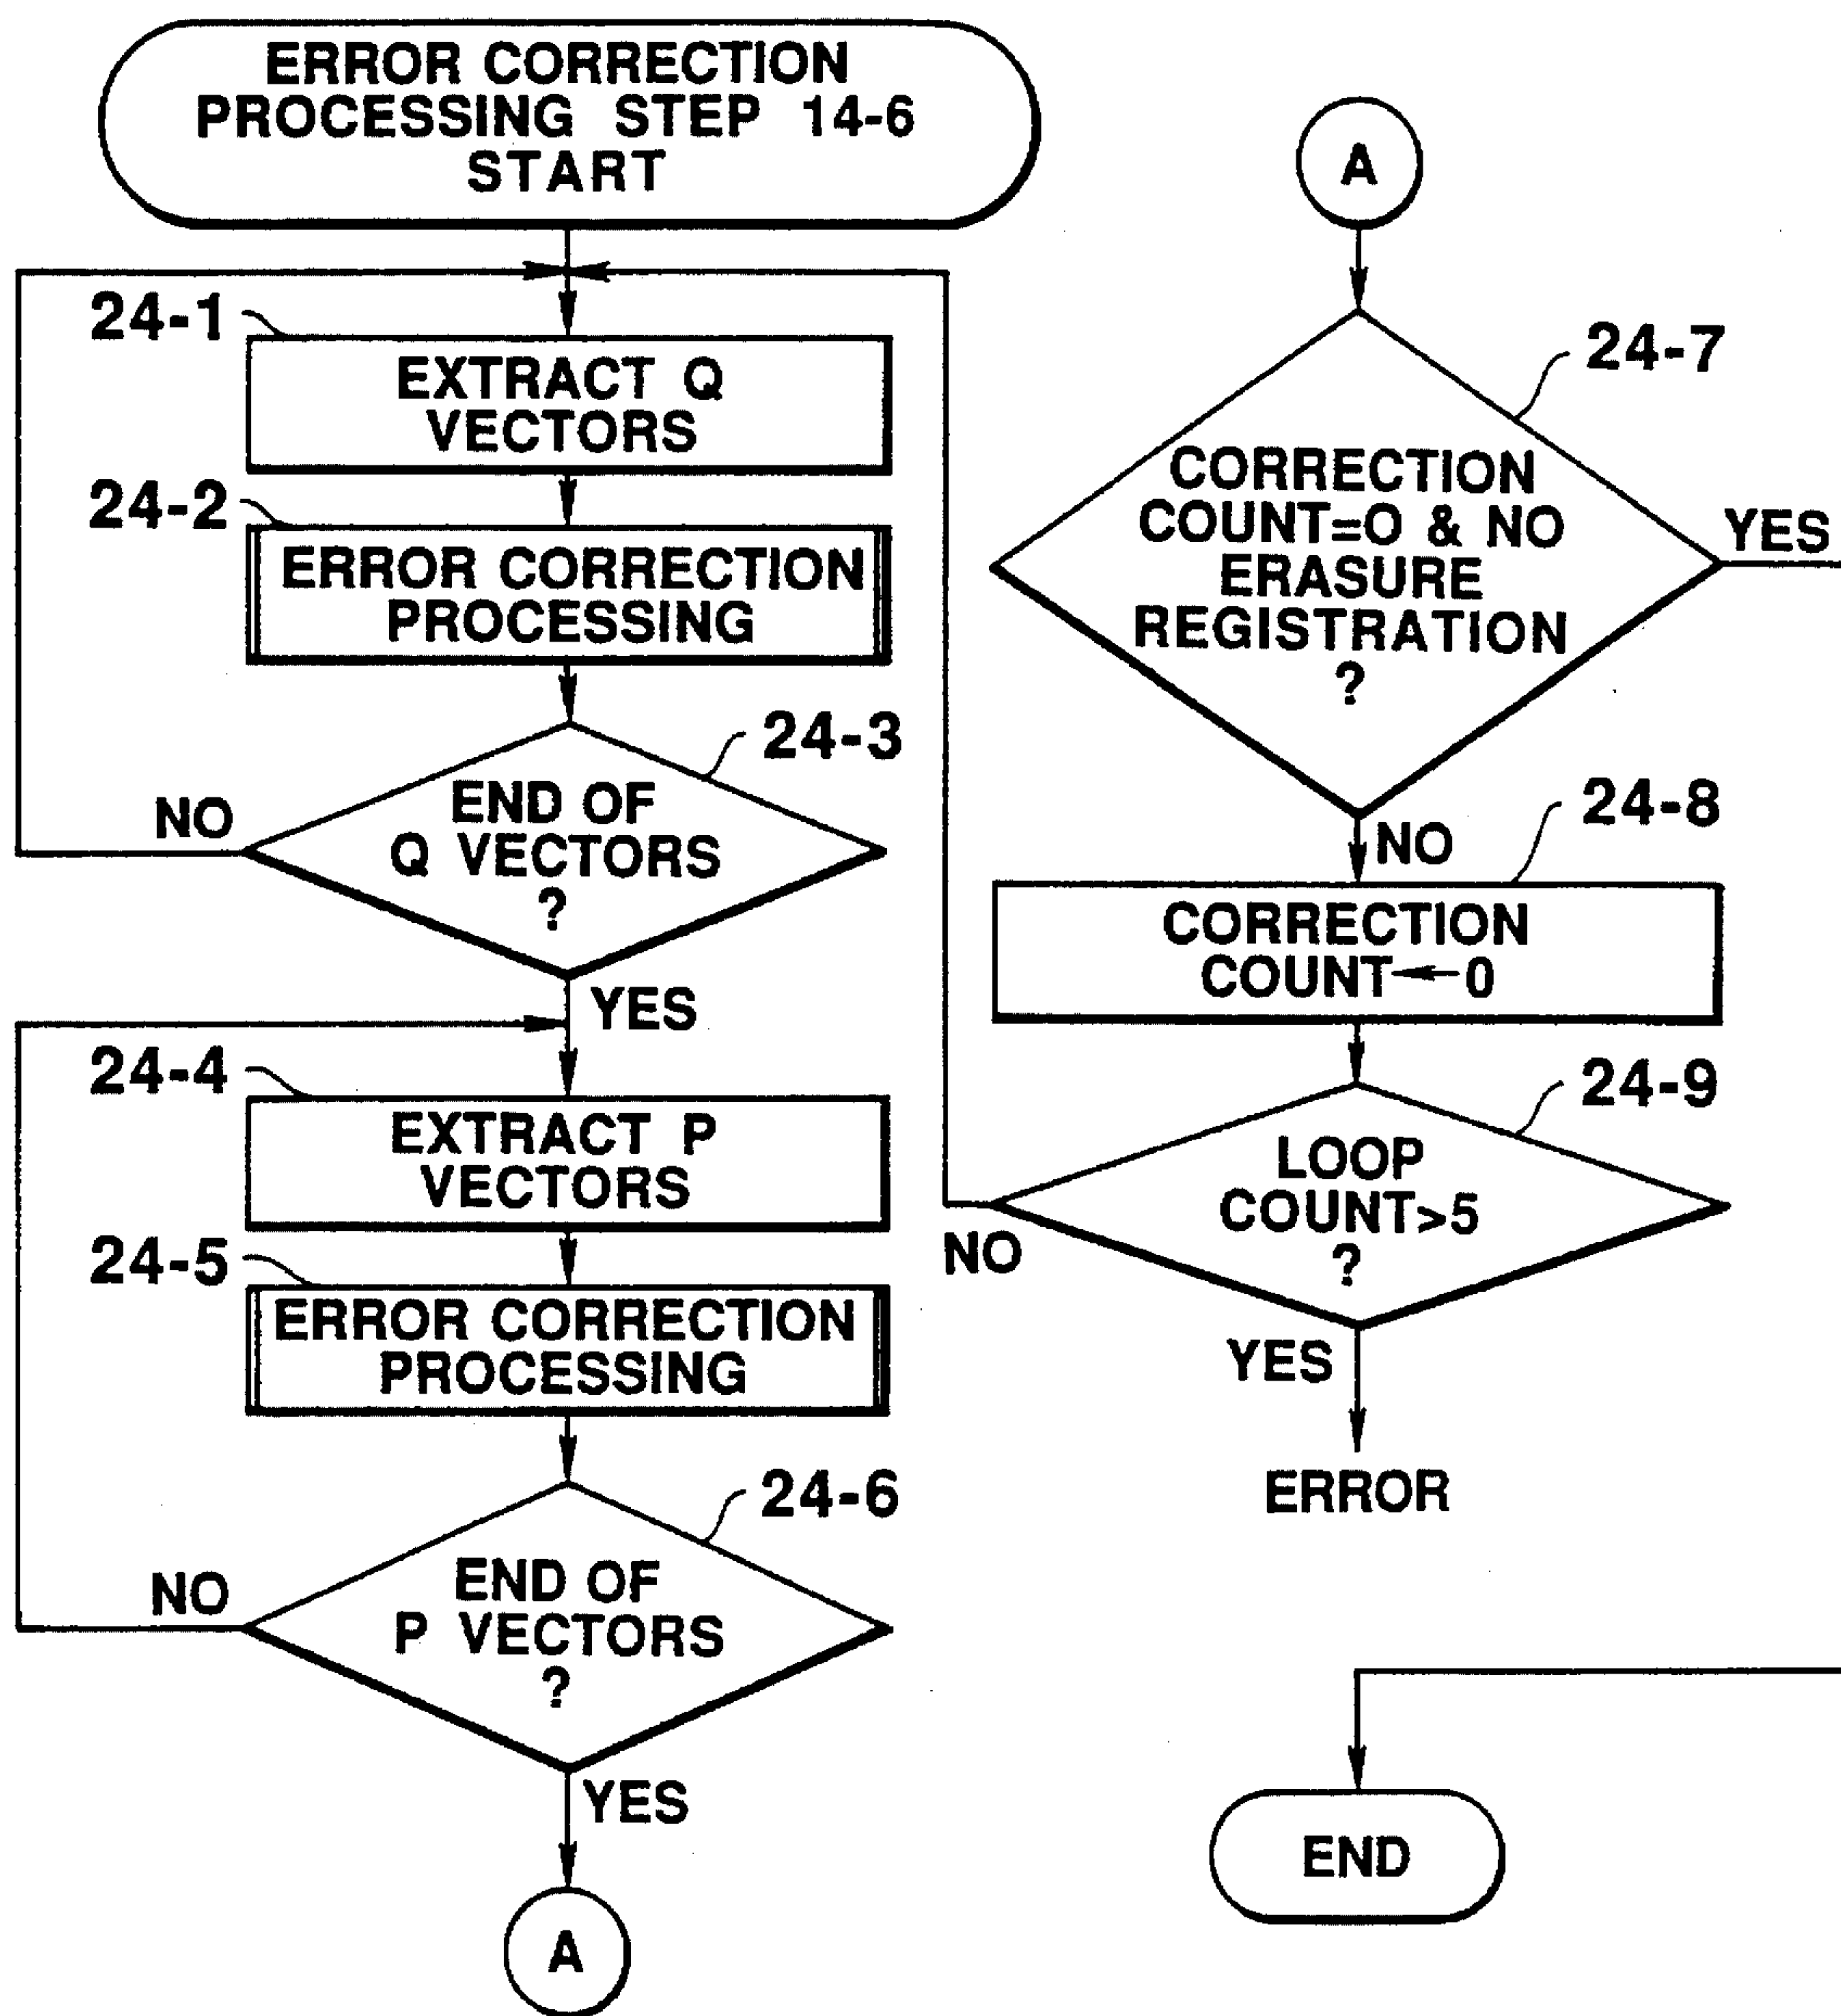 ERROR CORRECTION
PROCESSING STEP 14-6
START
24-1
EXTRACT Q
VECTORS
24-2
ERROR CORRECTION
PROCESSING
24-3
END OF
Q VECTORS
?
NO
YES
24-4
EXTRACT P
VECTORS
24-5
ERROR CORRECTION
PROCESSING
24-6
END OF
P VECTORS
?
NO
YES
A
A
24-7
CORRECTION
COUNT=0 & NO
ERASURE
REGISTRATION
?
YES
NO
24-8
CORRECTION
COUNT←0
24-9
LOOP
COUNT>5
?
NO
YES
ERROR
END